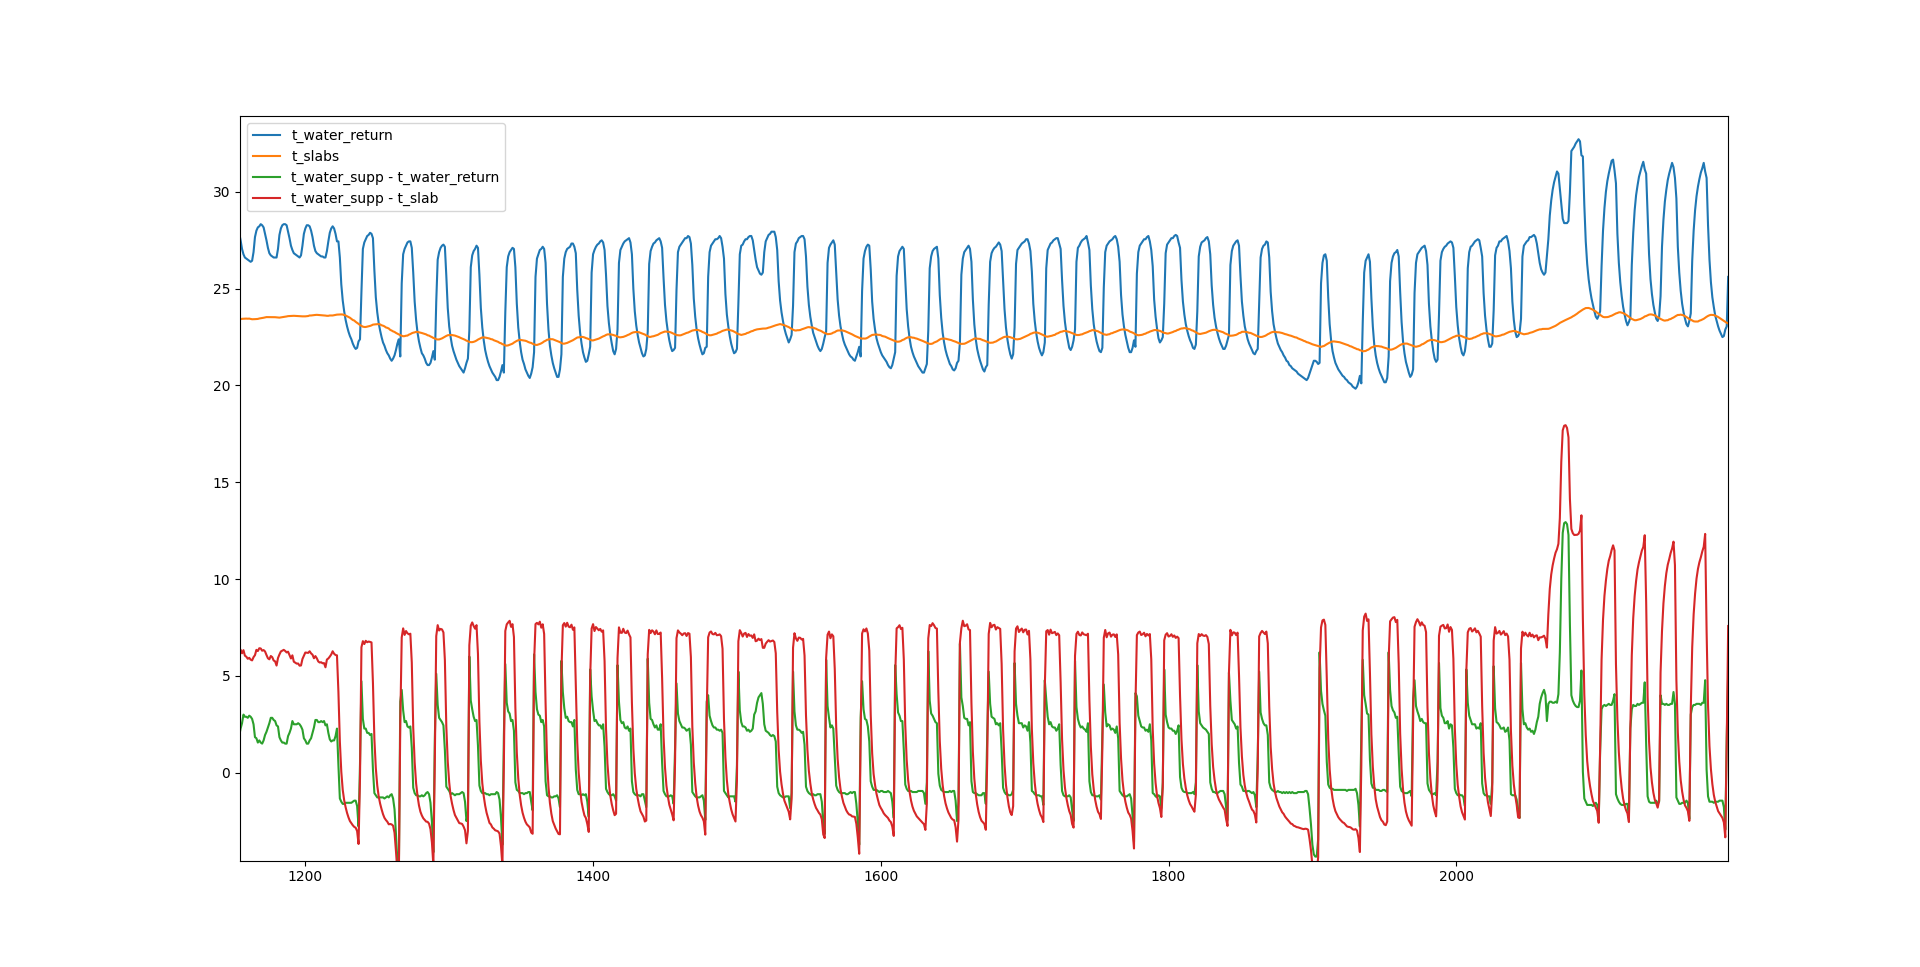 t_water_return
t_slabs
t_water_supp - t_water_return
t_water_supp - t_slab
30
25
20
15
10
5
0
1200 1400 1600 1800 2000